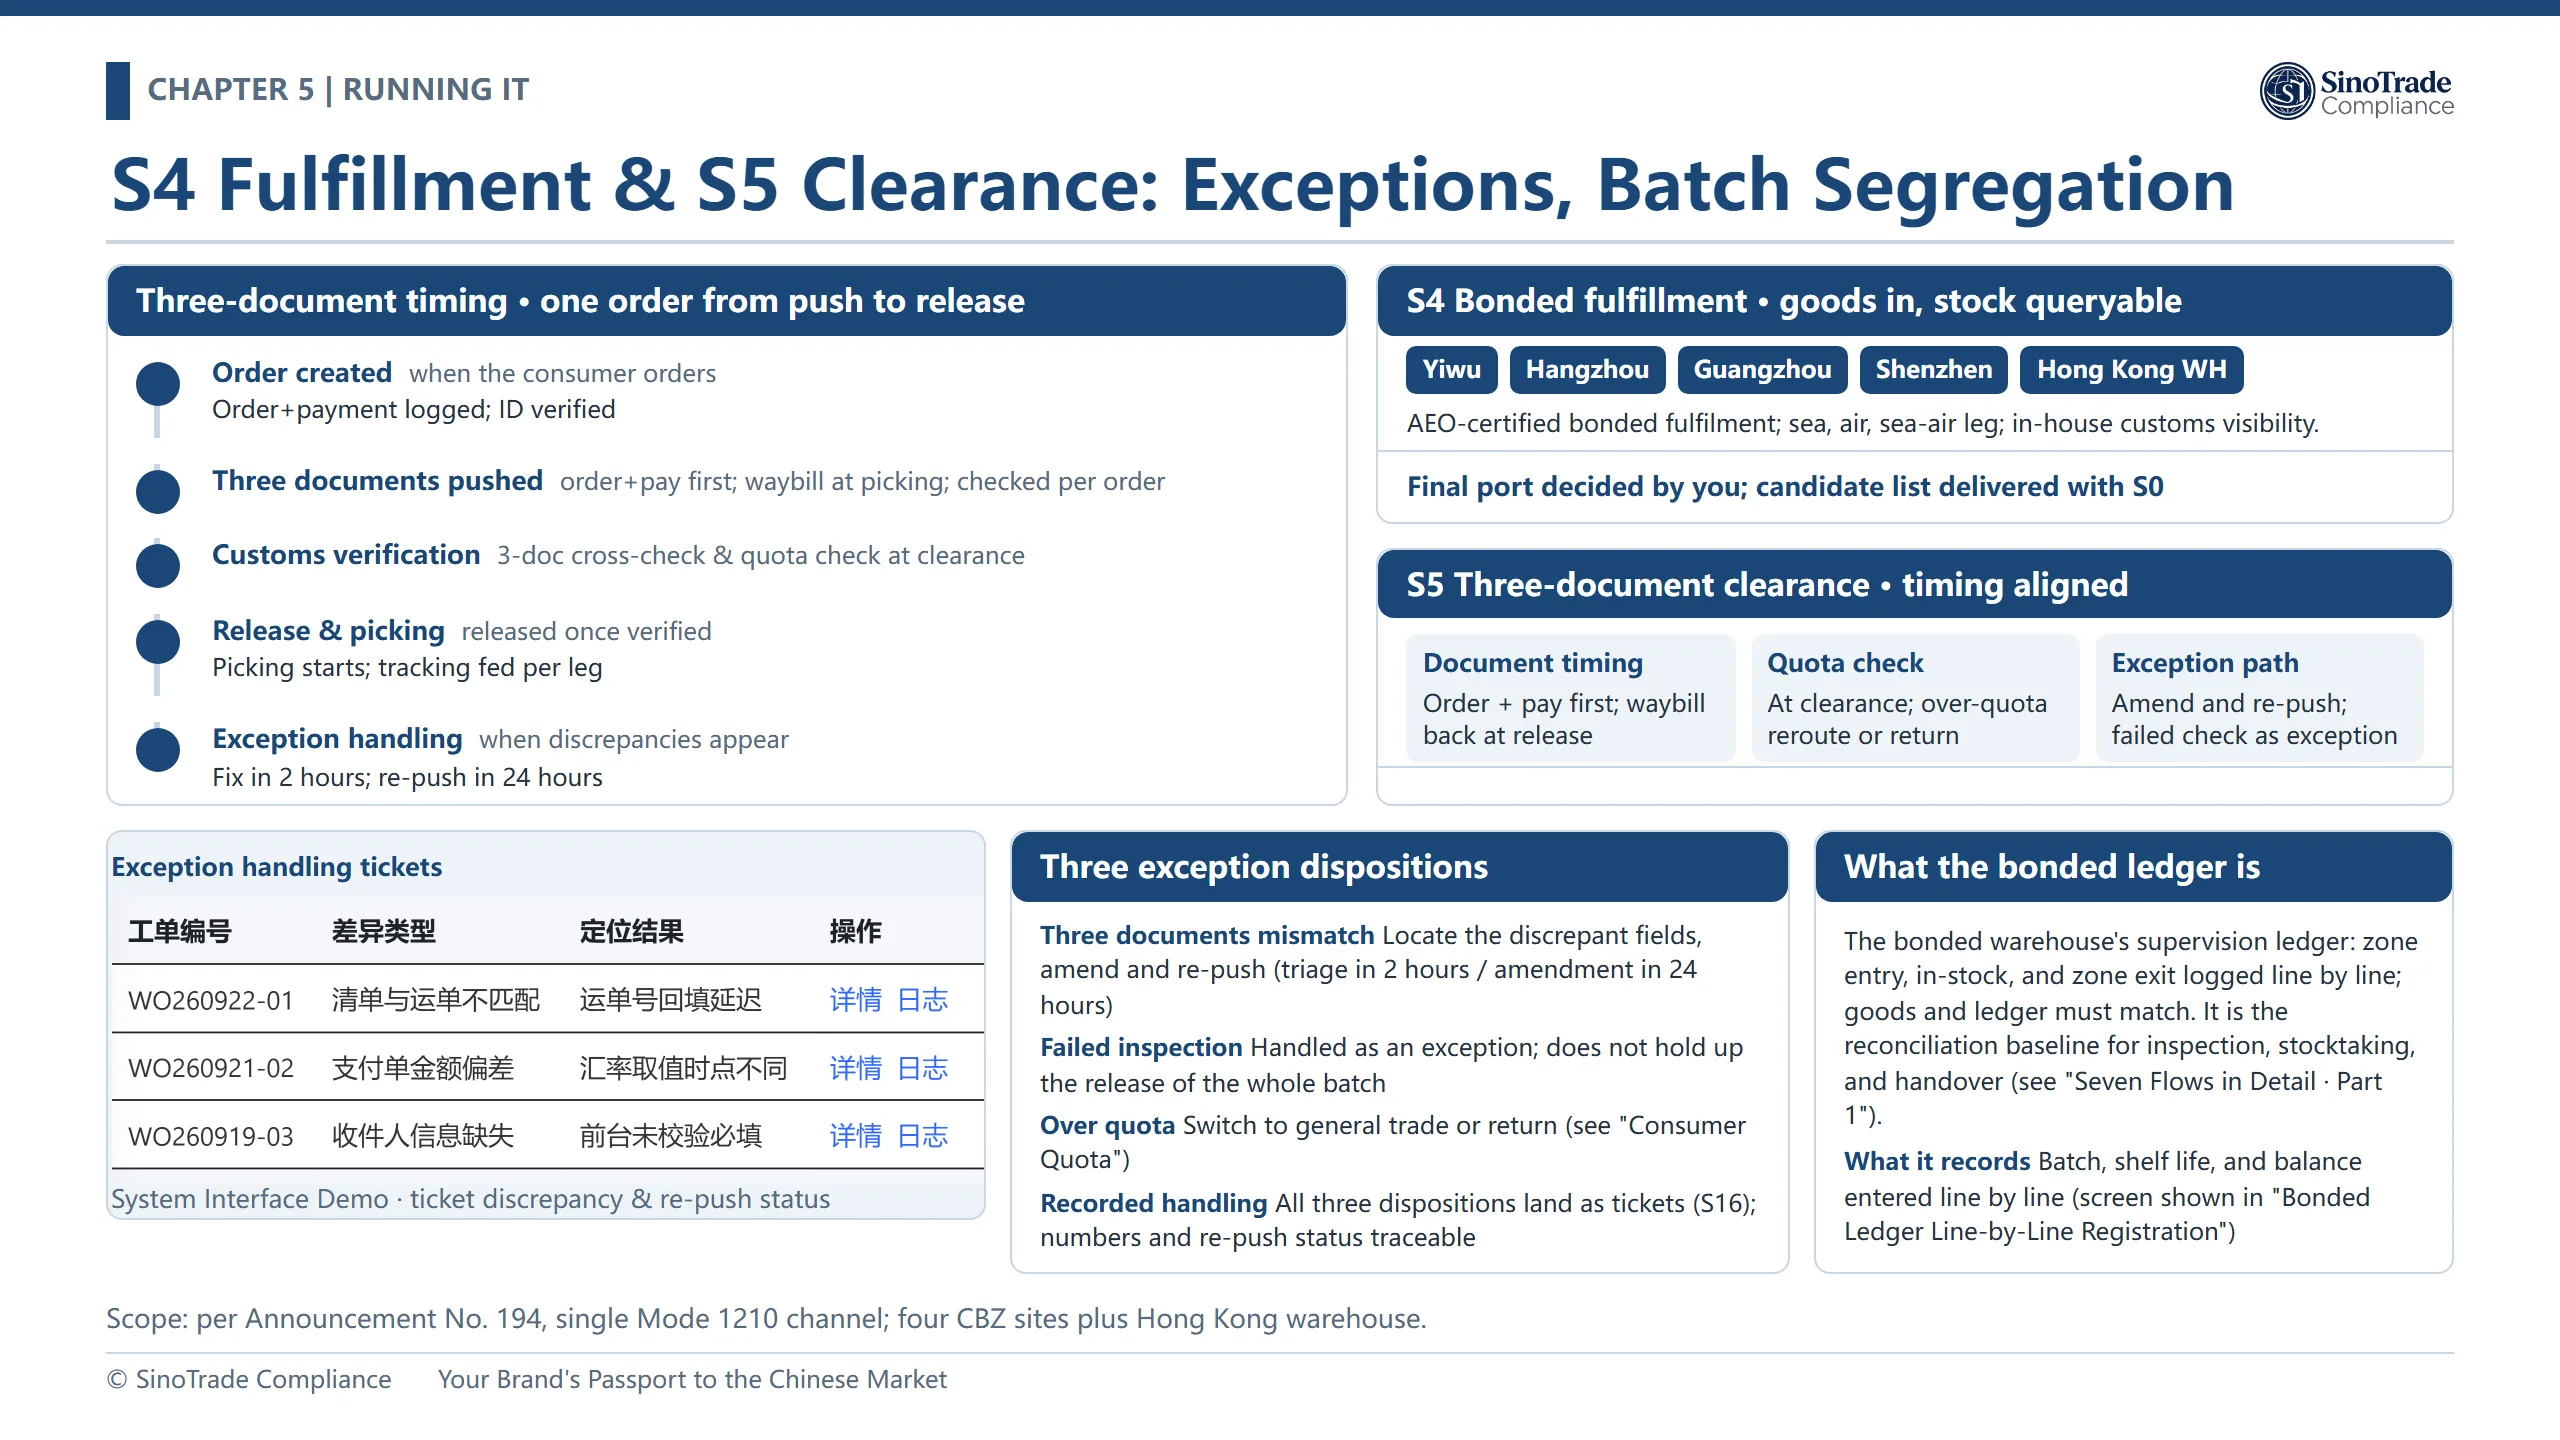 CHAPTER 5 | RUNNING IT
SinoTrade
Compliance
S4 Fulfillment & S5 Clearance: Exceptions, Batch Segregation
Three-document timing • one order from push to release
Order created when the consumer orders
Order+payment logged; ID verified
Three documents pushed order+pay first; waybill at picking; checked per order
Customs verification 3-doc cross-check & quota check at clearance
Release & picking released once verified
Picking starts; tracking fed per leg
Exception handling when discrepancies appear
Fix in 2 hours; re-push in 24 hours
S4 Bonded fulfillment • goods in, stock queryable
Yiwu Hangzhou Guangzhou Shenzhen Hong Kong WH
AEO-certified bonded fulfilment; sea, air, sea-air leg; in-house customs visibility.
Final port decided by you; candidate list delivered with S0
S5 Three-document clearance • timing aligned
Document timing
Order + pay first; waybill
back at release
Quota check
At clearance; over-quota
reroute or return
Exception path
Amend and re-push;
failed check as exception
Exception handling tickets
工单编号 差异类型 定位结果 操作
WO260922-01 清单与运单不匹配 运单号回填延迟 详情 日志
WO260921-02 支付单金额偏差 汇率取值时点不同 详情 日志
WO260919-03 收件人信息缺失 前台未校验必填 详情 日志
System Interface Demo · ticket discrepancy & re-push status
Three exception dispositions
Three documents mismatch Locate the discrepant fields,
amend and re-push (triage in 2 hours / amendment in 24
hours)
Failed inspection Handled as an exception; does not hold up
the release of the whole batch
Over quota Switch to general trade or return (see "Consumer
Quota")
Recorded handling All three dispositions land as tickets (S16);
numbers and re-push status traceable
What the bonded ledger is
The bonded warehouse's supervision ledger: zone
entry, in-stock, and zone exit logged line by line;
goods and ledger must match. It is the
reconciliation baseline for inspection, stocktaking,
and handover (see "Seven Flows in Detail · Part
1").
What it records Batch, shelf life, and balance
entered line by line (screen shown in "Bonded
Ledger Line-by-Line Registration")
Scope: per Announcement No. 194, single Mode 1210 channel; four CBZ sites plus Hong Kong warehouse.
© SinoTrade Compliance Your Brand's Passport to the Chinese Market